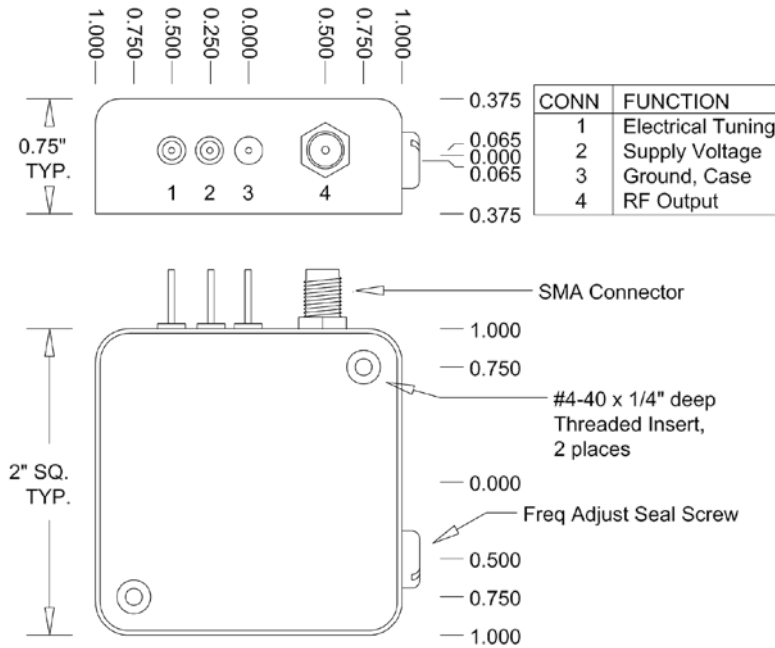 1.000
0.750
0.500
0.250
0.000
0.500
0.750
1.000
0.75"
TYP.
1
2
3
4
0.375
0.065
0.000
0.065
0.375
CONN FUNCTION
1 Electrical Tuning
2 Supply Voltage
3 Ground, Case
4 RF Output
SMA Connector
1.000
0.750
#4-40 x 1/4" deep
Threaded Insert,
2 places
2" SQ.
TYP.
0.000
Freq Adjust Seal Screw
0.500
0.750
1.000